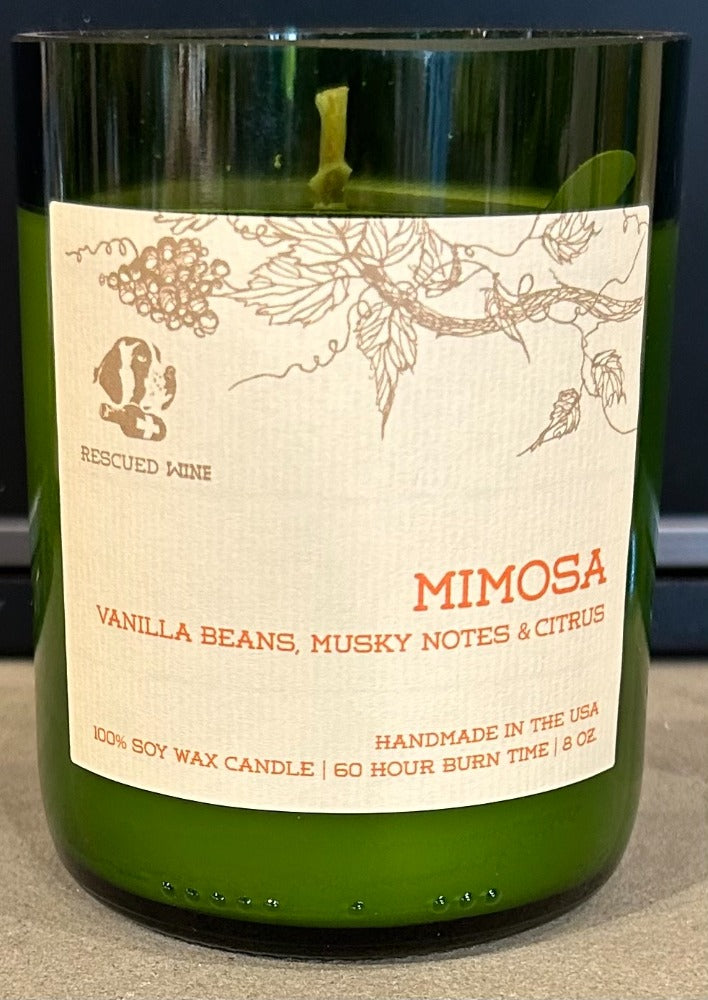 RESCUED WINE
MIMOSA
VANILLA BEANS, MUSKY NOTES & CITRUS
HANDMADE IN THE USA
100% SOY WAX CANDLE | 60 HOUR BURN TIME | 8 OZ